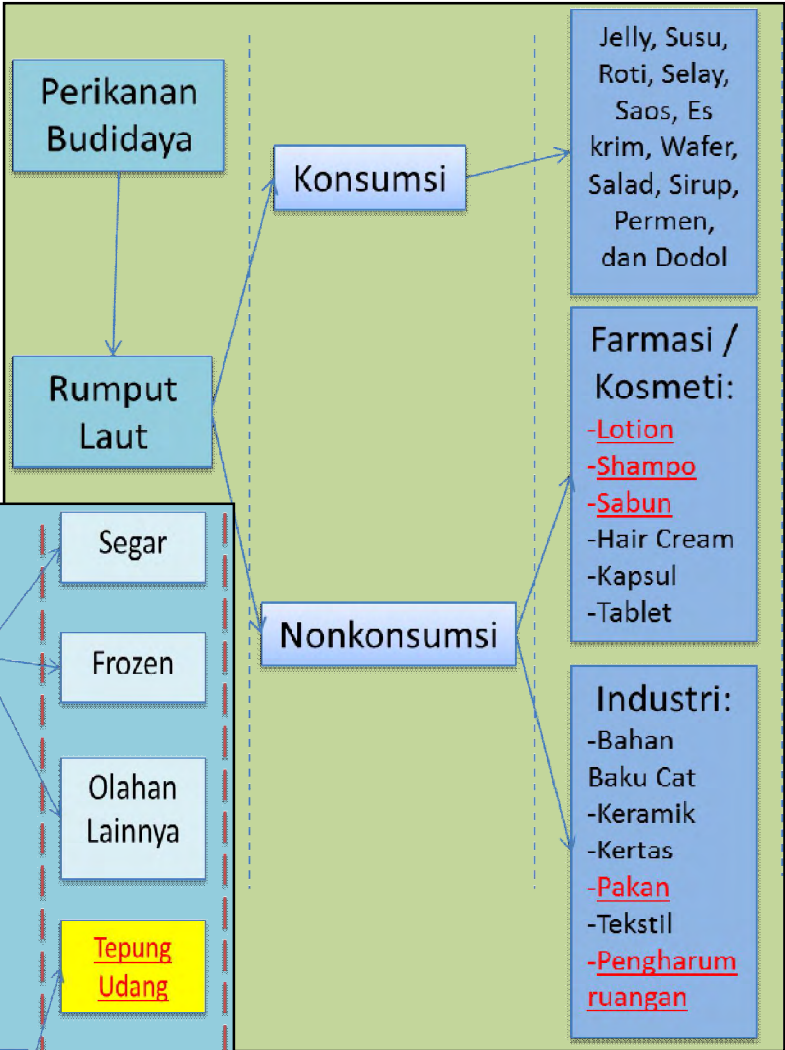 Perikanan
Budidaya
Rumput
Laut
Konsumsi
Nonkonsumsi
Jelly, Susu,
Roti, Selay,
Saos, Es
krim, Wafer,
Salad, Sirup,
Permen,
dan Dodol
Farmasi /
Kosmeti:
-Lotion
-Shampo
-Sabun
-Hair Cream
-Kapsul
-Tablet
Industri:
-Bahan
Baku Cat
-Keramik
-Kertas
-Pakan
-Tekstil
-Pengharum
ruangan
Segar
Frozen
Olahan
Lainnya
Tepung
Udang